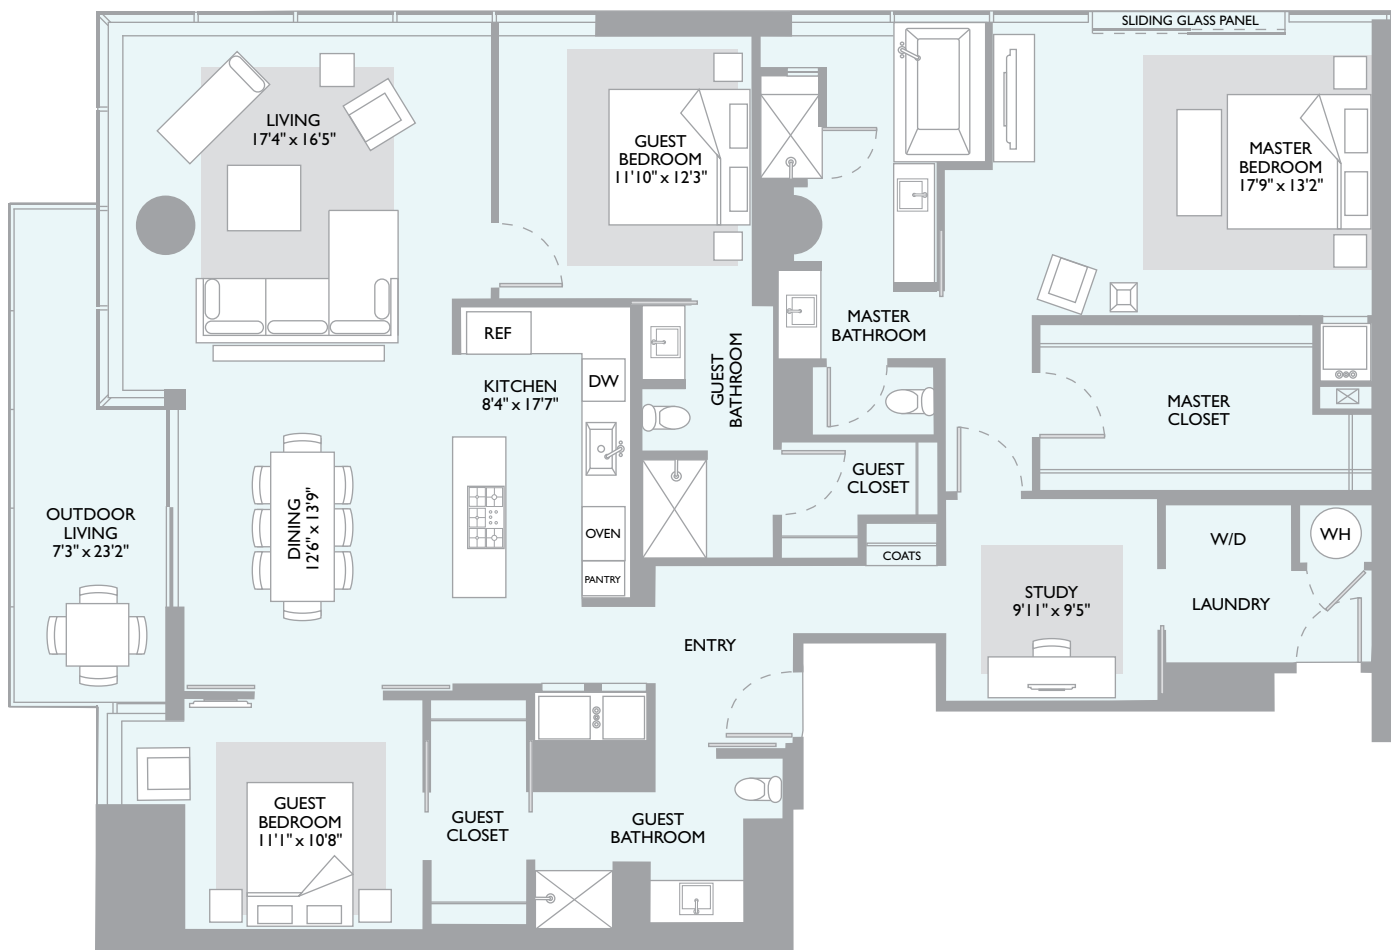 SLIDING GLASS PANEL
LIVING
17'4" x 16'5"
GUEST
BEDROOM
11'10" x 12'3"
MASTER
BEDROOM
17'9" x 13'2"
REF
MASTER
BATHROOM
KITCHEN
8'4" x 17'7"
DW
GUEST
BATHROOM
MASTER
CLOSET
GUEST
CLOSET
OUTDOOR
LIVING
7'3" x 23'2"
DINING
12'6" x 13'9"
OVEN
PANTRY
COATS
W/D
WH
STUDY
9'11" x 9'5"
LAUNDRY
ENTRY
GUEST
BEDROOM
11'1" x 10'8"
GUEST
CLOSET
GUEST
BATHROOM